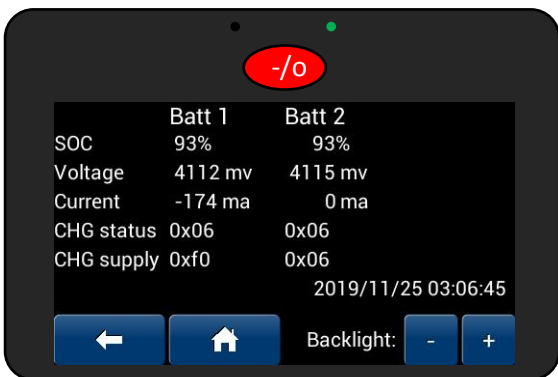 -/o
Batt 1 Batt 2
SOC 93% 93%
Voltage 4112 mv 4115 mv
Current -174 ma 0 ma
CHG status 0x06 0x06
CHG supply 0xf0 0x06
2019/11/25 03:06:45
Backlight: - +